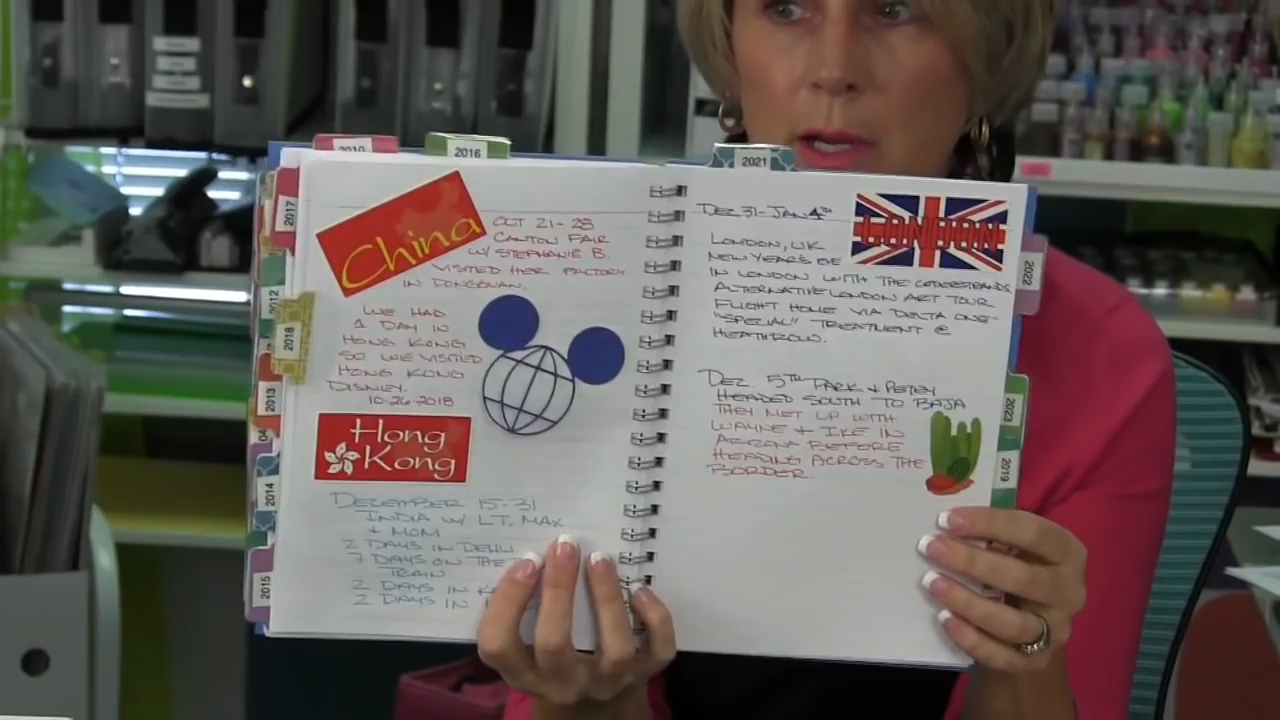 2010
2016
2021
2017
2012
2018
2013
04
2014
2015
China
OCT 21-28
CANTON FAIR
W/ STEPHANIE B.
VISITED HER FACTORY
IN DONGUAN.
WE HAD
1 DAY IN
HONG KONG
SO WE VISITED
HONG KONG
DISNEY.
10-26-2018
Hong
Kong
DECEMBER 15-31
INDIA W/ LT, MAX
+ MOM
2 DAYS IN DEHLI
7 DAYS ON THE
TRAIN
2 DAYS IN
2 DAYS IN
DEC 31-JAN 4TH
LONDON
LONDON, UK
NEW YEAR'S EVE
IN LONDON WITH THE
ALTERNATIVE LONDON ART TOUR
FLIGHT HOME VIA DELTA ONE-
"SPECIAL" TREATMENT @
HEATHROW.
DEC. 5TH PARK + PETEY
HEADED SOUTH TO BAJA
THEY MET UP WITH
WAYNE + IKE IN
ARIZONA BEFORE
HEADING ACROSS THE
BORDER.
2022
2023
2019